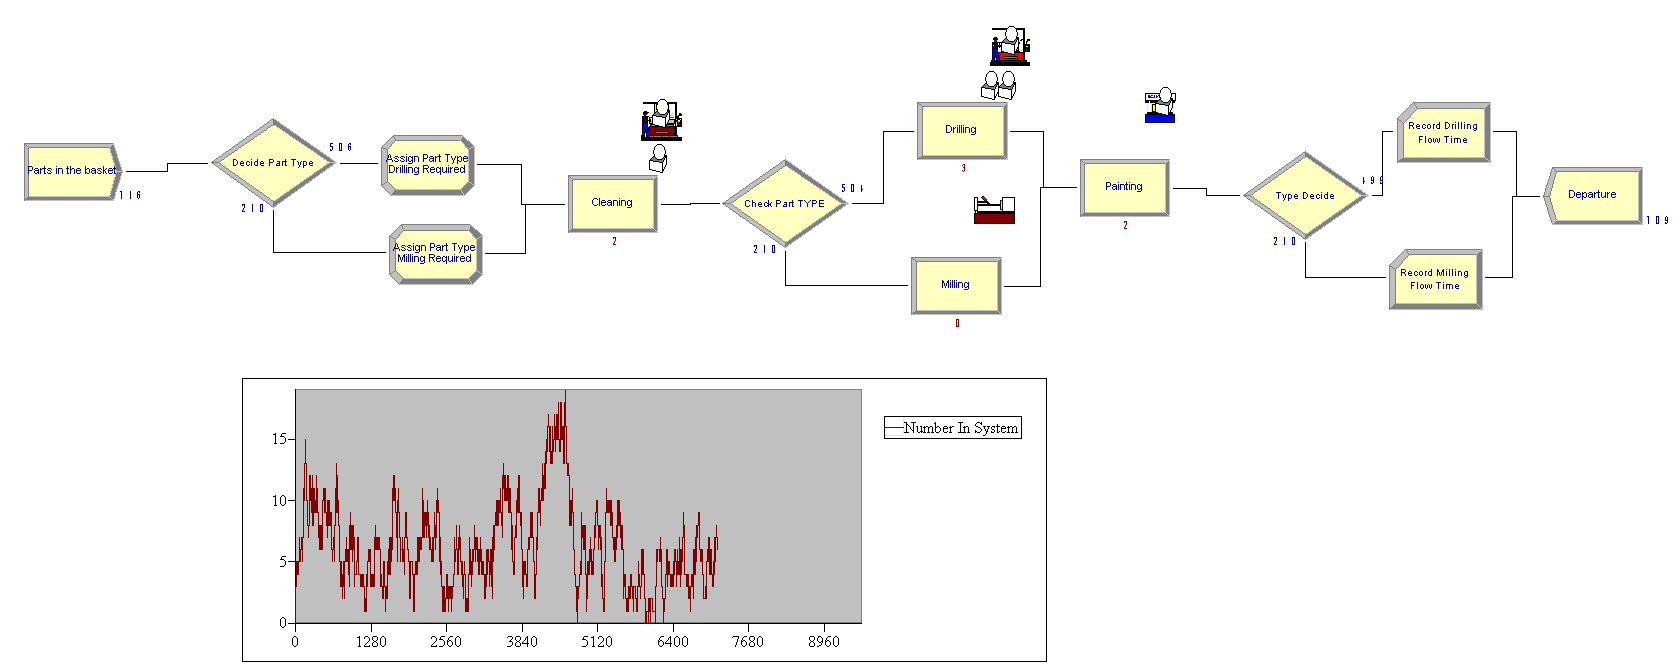 Parts in the basket
116
Decide Part Type
506
210
Assign Part Type
Drilling Required
Assign Part Type
Milling Required
Cleaning
2
Check Part TYPE
501
210
Drilling
3
Milling
0
Painting
2
Type Decide
499
210
Record Drilling
Flow Time
Record Milling
Flow Time
Departure
109
Number In System
15
10
5
0
0
1280
2560
3840
5120
6400
7680
8960